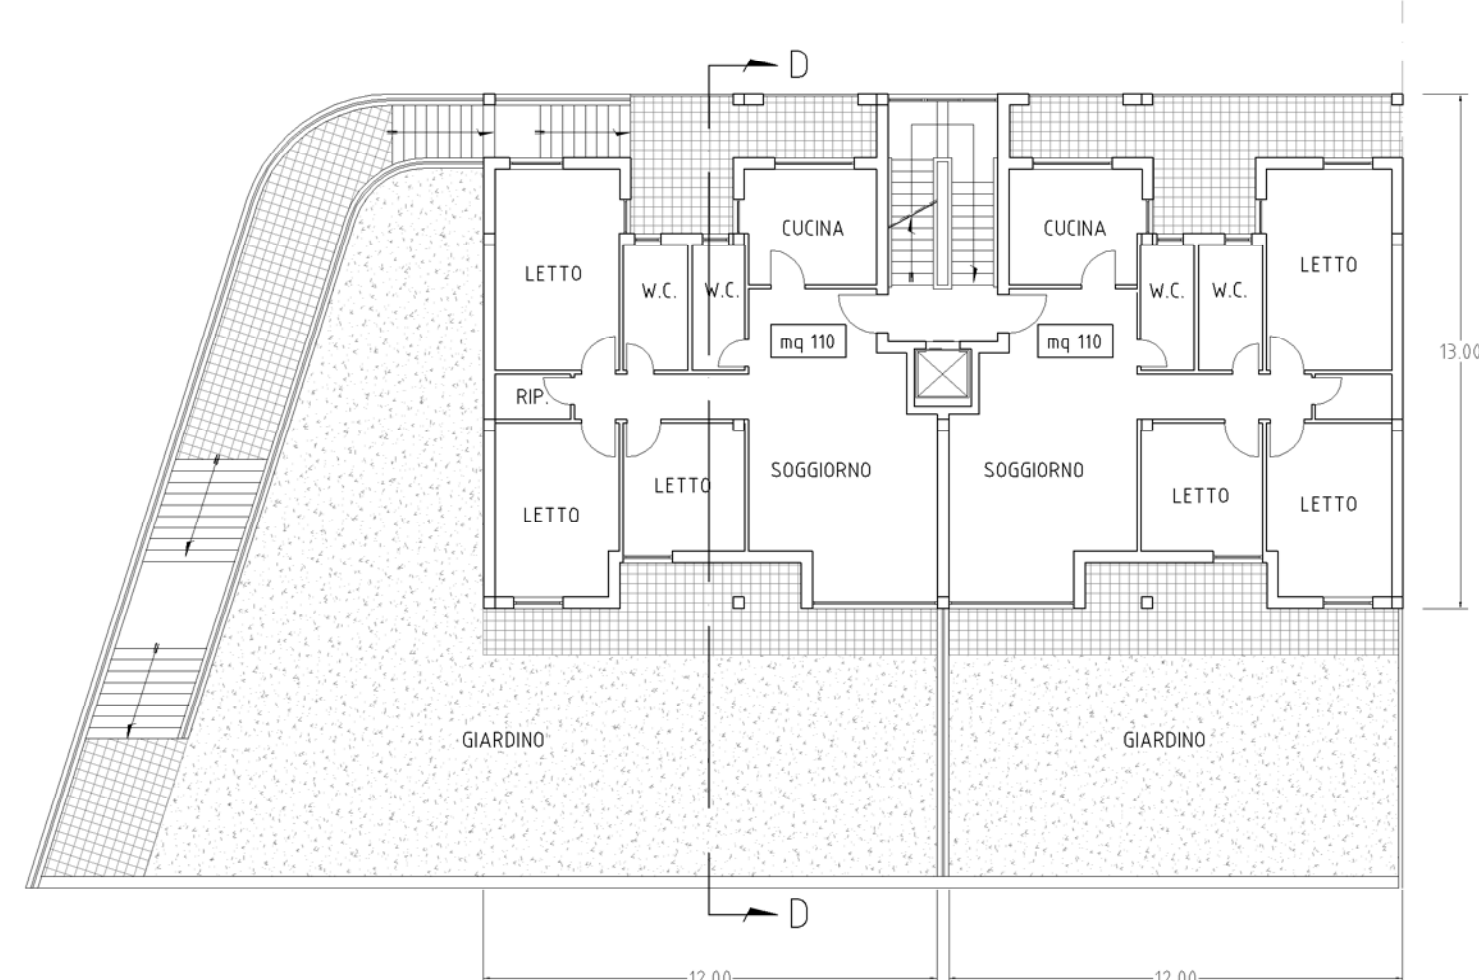 D
CUCINA
CUCINA
LETTO
LETTO
W.C.
W.C.
W.C.
W.C.
mq 110
mq 110
13.00
RIP.
SOGGIORNO
SOGGIORNO
LETTO
LETTO
LETTO
LETTO
GIARDINO
GIARDINO
D
12.00
12.00